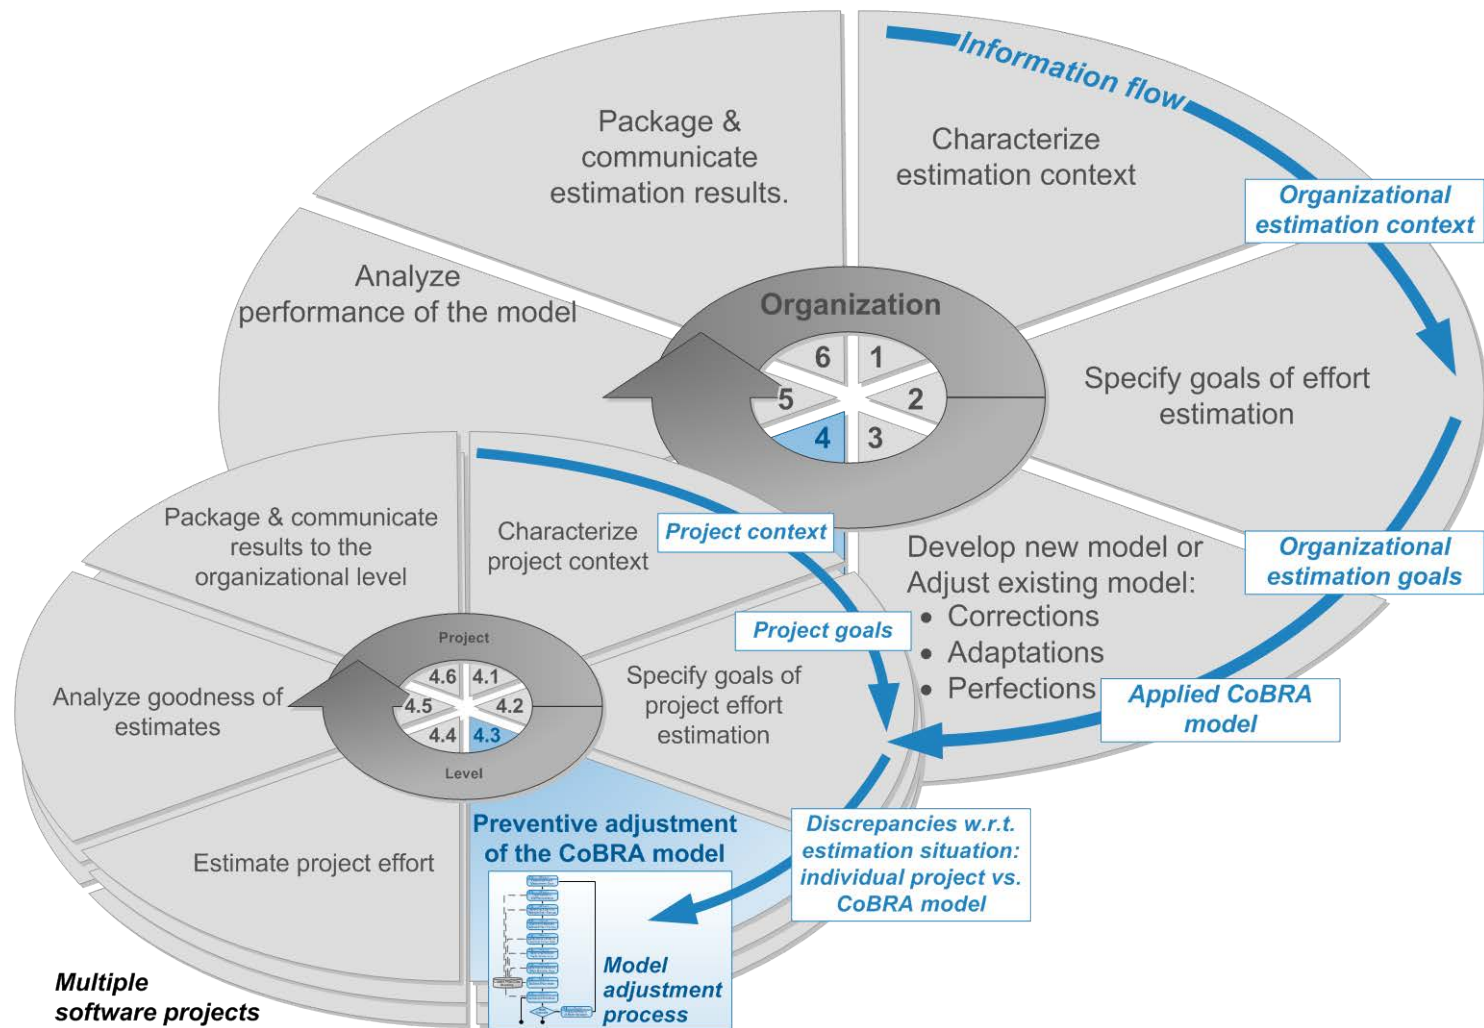 Information flow
Package &
communicate
estimation results.
Characterize
estimation context
Organizational
estimation context
Analyze
performance of the model
Organization
6
1
5
2
4
3
Specify goals of effort
estimation
Package & communicate
results to the
organizational level
Characterize
project context
Project context
Develop new model or
Adjust existing model:
• Corrections
• Adaptations
• Perfections
Organizational
estimation goals
Project goals
Project
4.6
4.1
4.5
4.2
4.4
4.3
Level
Analyze goodness of
estimates
Specify goals of
project effort
estimation
Applied CoBRA
model
Estimate project effort
Preventive adjustment
of the CoBRA model
Discrepancies w.r.t.
estimation situation:
individual project vs.
CoBRA model
Model
adjustment
process
Multiple
software projects